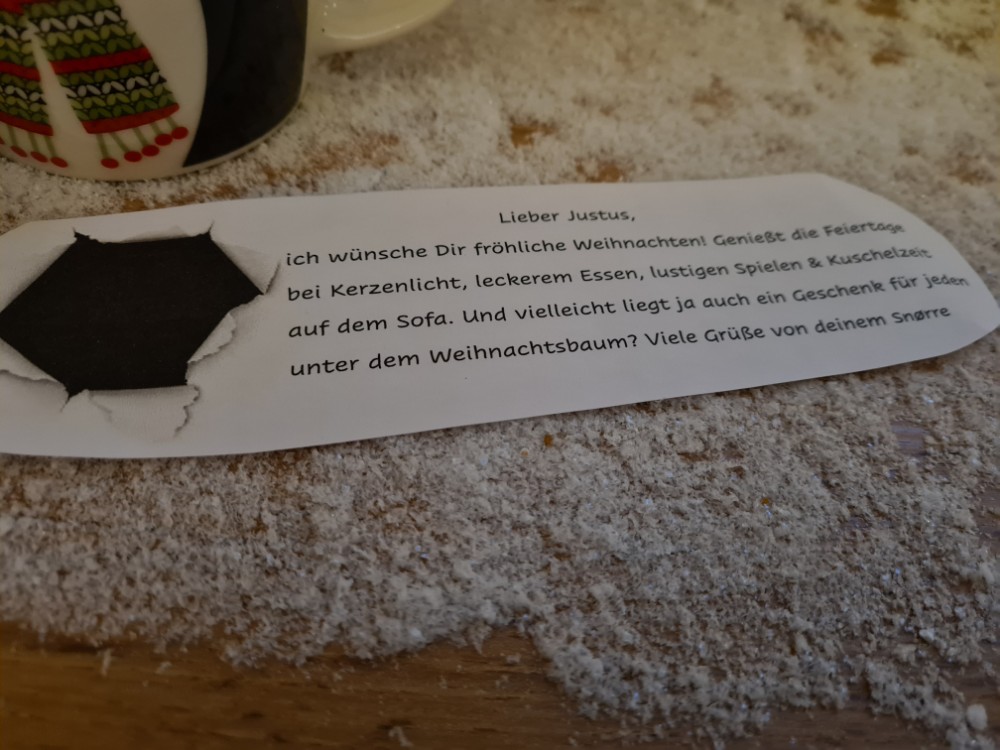 Lieber Justus,
ich wünsche Dir fröhliche Weihnachten! Genießt die Feiertage
bei Kerzenlicht, leckerem Essen, lustigen Spielen & Kuschelzeit
auf dem Sofa. Und vielleicht liegt ja auch ein Geschenk für jeden
unter dem Weihnachtsbaum? Viele Grüße von deinem Snørre